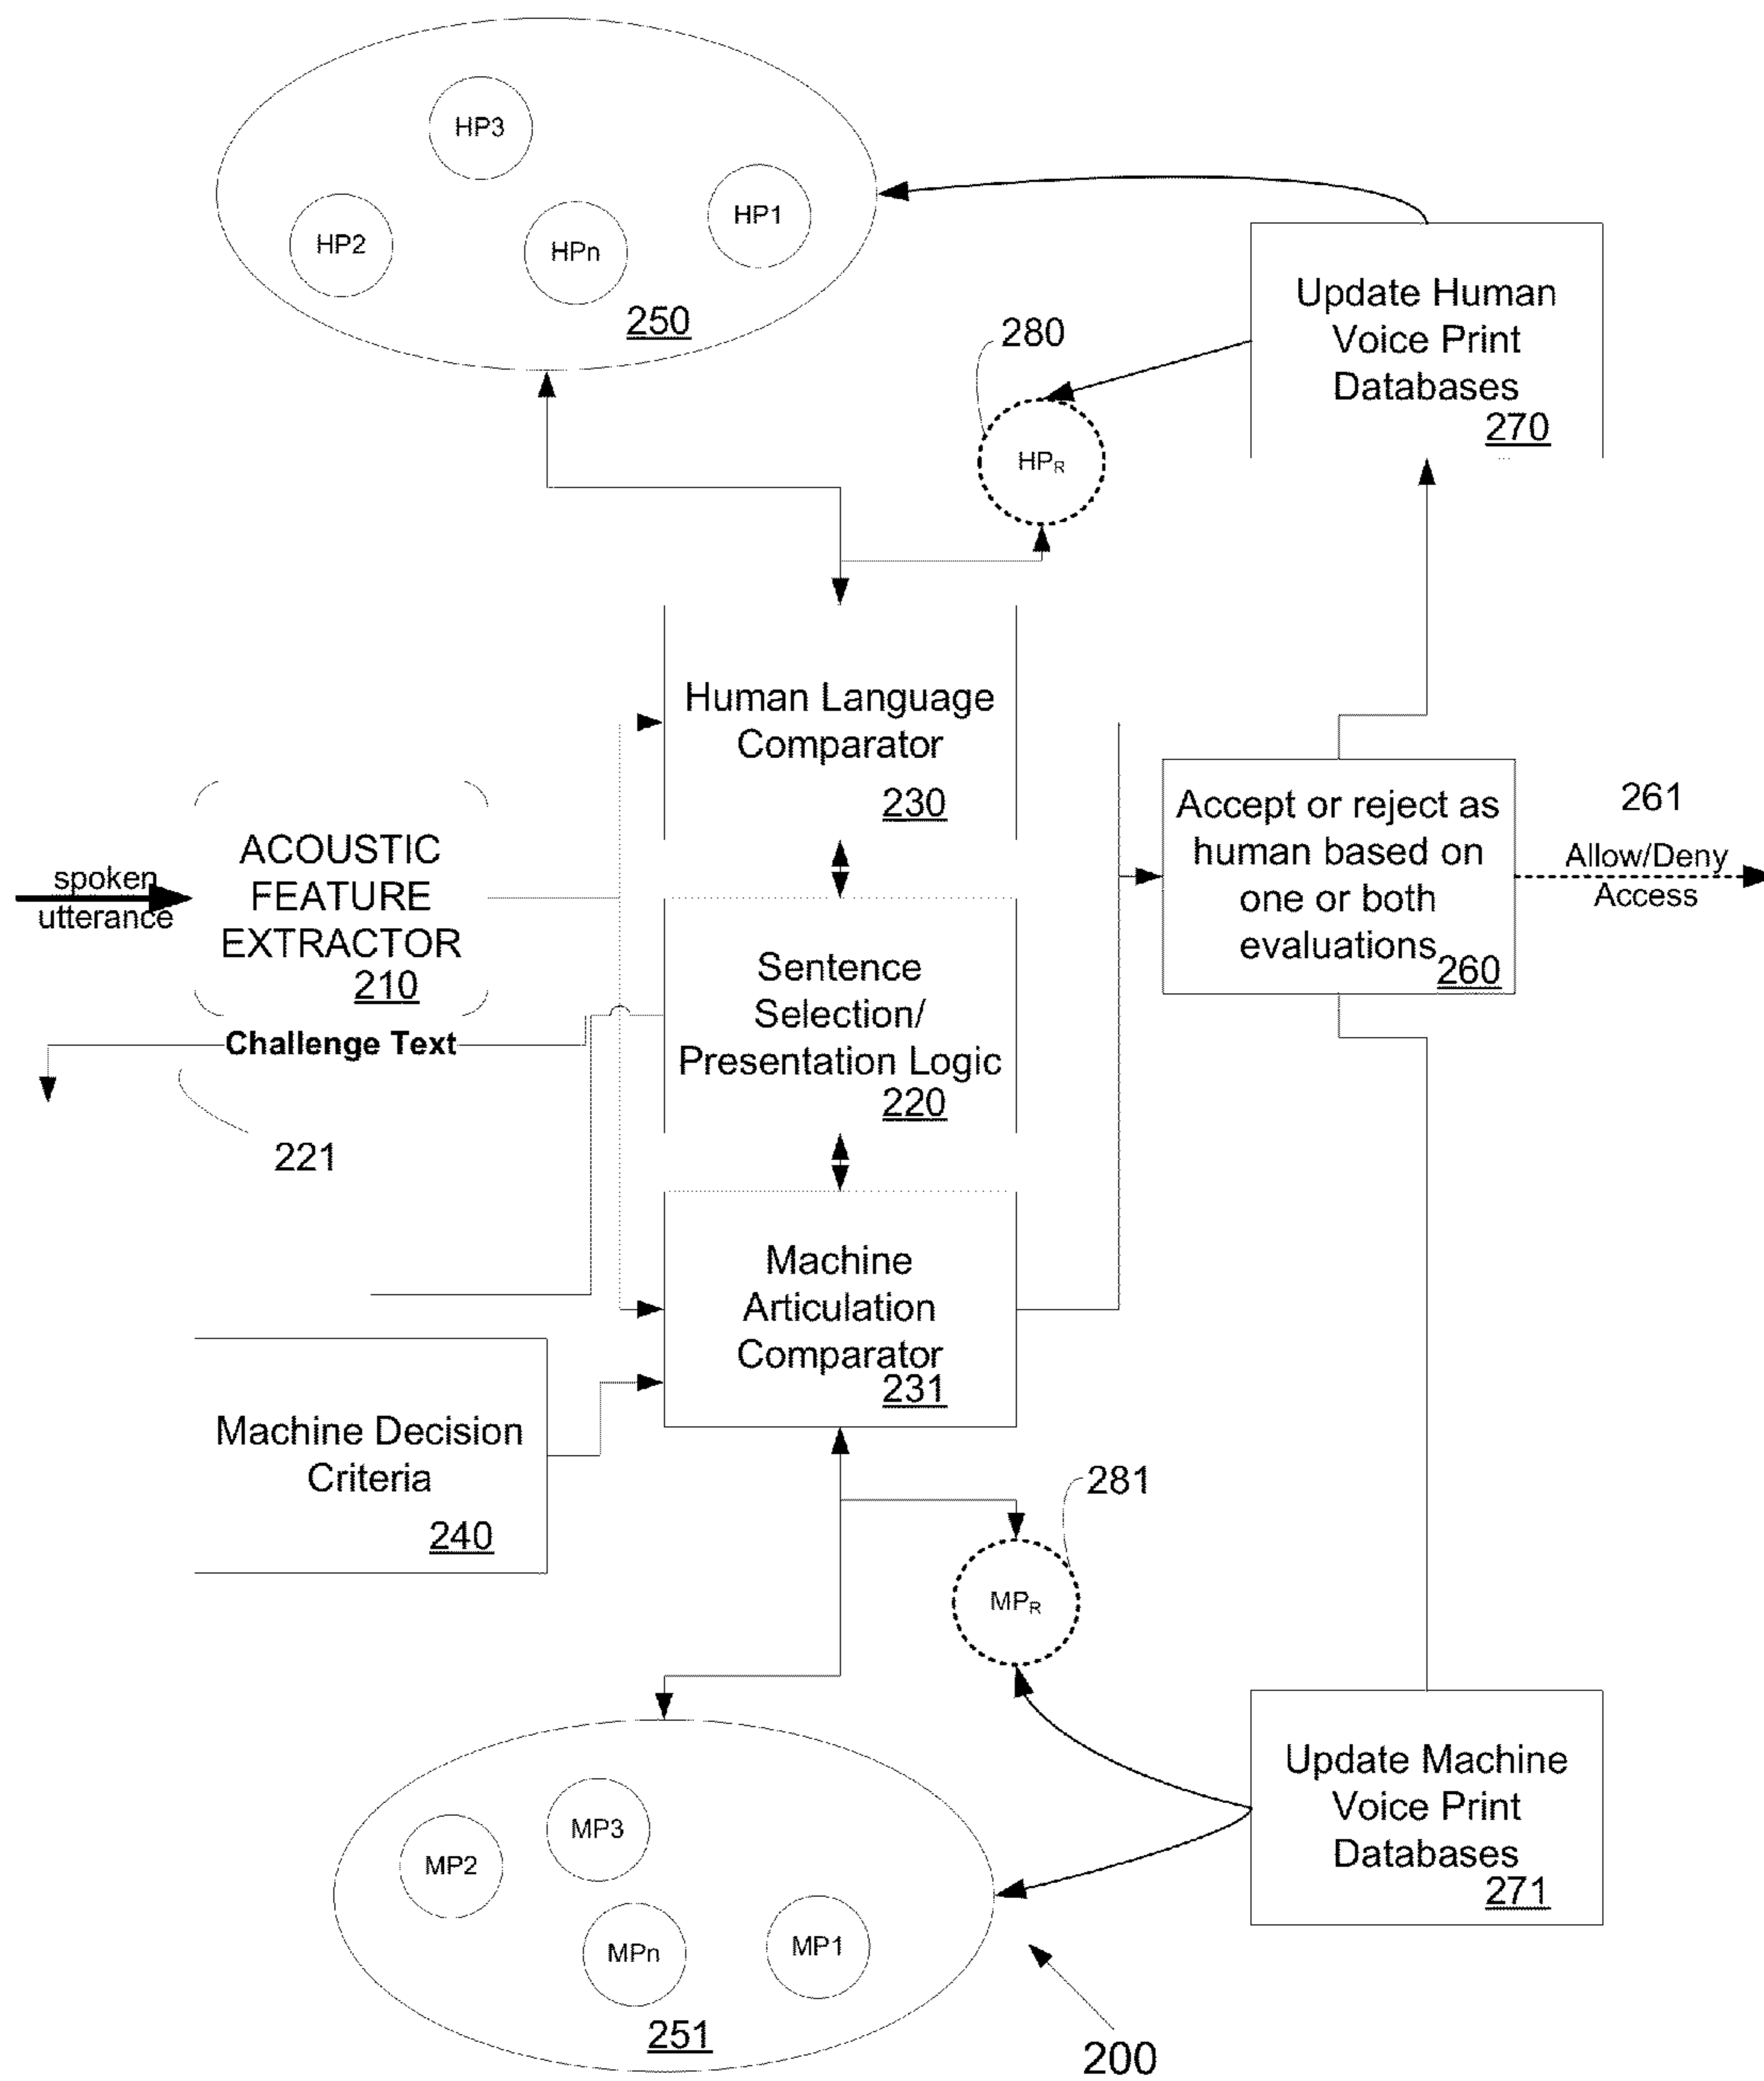 HP3
HP1
HP2
HPn
250
Update Human
Voice Print
Databases
270
280
HPR
Human Language
Comparator
230
spoken
utterance
ACOUSTIC
FEATURE
EXTRACTOR
210
Accept or reject as
human based on
one or both
evaluations
260
261
Allow/Deny
Access
Sentence
Selection/
Presentation Logic
220
Challenge Text
221
Machine
Articulation
Comparator
231
Machine Decision
Criteria
240
281
MPR
Update Machine
Voice Print
Databases
271
MP3
MP2
MPn
MP1
251
200